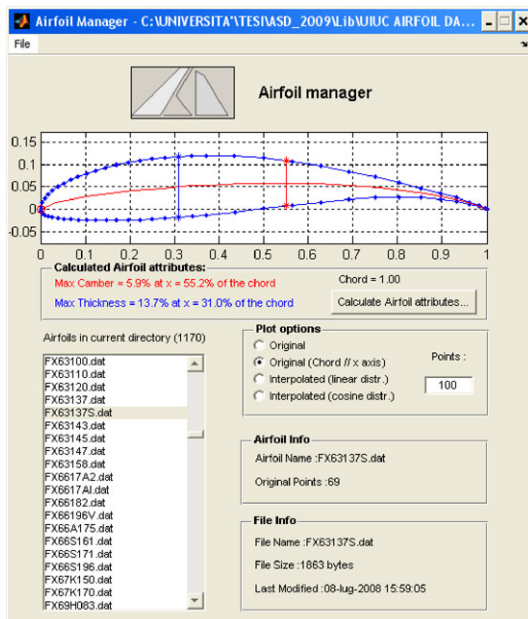 Airfoil Manager - C:\UNIVERSITA'\TESI\ASD_2009\Lib\UIUC AIRFOIL DA...
File
Airfoil manager
0.15
0.1
0.05
0
-0.05
0 0.1 0.2 0.3 0.4 0.5 0.6 0.7 0.8 0.9 1
Calculated Airfoil attributes:
Max Camber = 5.9% at x = 55.2% of the chord
Chord = 1.00
Max Thickness = 13.7% at x = 31.0% of the chord
Calculate Airfoil attributes...
Airfoils in current directory (1170)
FX63100.dat
FX63110.dat
FX63120.dat
FX63137.dat
FX63137S.dat
FX63143.dat
FX63145.dat
FX63147.dat
FX63158.dat
FX6617A2.dat
FX6617AI.dat
FX66182.dat
FX66196V.dat
FX66A175.dat
FX66S161.dat
FX66S171.dat
FX66S196.dat
FX67K150.dat
FX67K170.dat
FX69H083.dat
Plot options
Original
Original (Chord // x axis)
Interpolated (linear distr.)
Interpolated (cosine distr.)
Points :
100
Airfoil Info
Airfoil Name :FX63137S.dat
Original Points :69
File Info
File Name :FX63137S.dat
File Size :1863 bytes
Last Modified :08-lug-2008 15:59:05